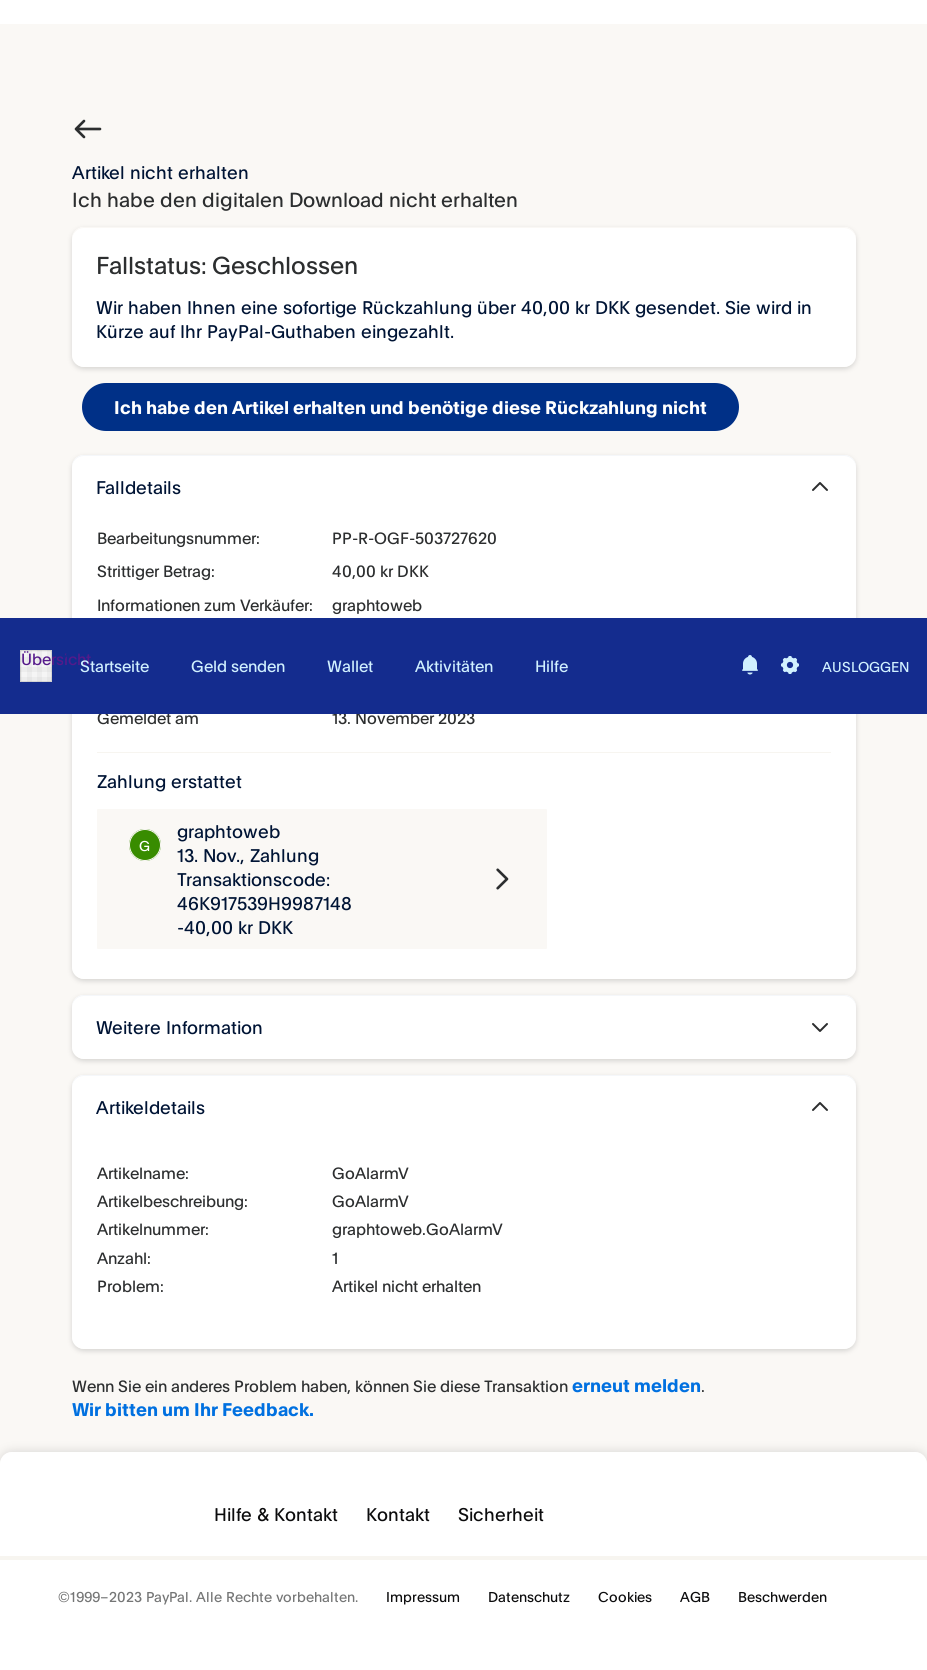 Artikel nicht erhalten
Ich habe den digitalen Download nicht erhalten
Fallstatus: Geschlossen
Wir haben Ihnen eine sofortige Rückzahlung über 40,00 kr DKK gesendet. Sie wird in
Kürze auf Ihr PayPal-Guthaben eingezahlt.
Ich habe den Artikel erhalten und benötige diese Rückzahlung nicht
Falldetails
Bearbeitungsnummer: PP-R-OGF-503727620
Strittiger Betrag: 40,00 kr DKK
Informationen zum Verkäufer: graphtoweb
Übersicht Startseite Geld senden Wallet Aktivitäten Hilfe AUSLOGGEN
Gemeldet am 13. November 2023
Zahlung erstattet
G
graphtoweb
13. Nov., Zahlung
Transaktionscode:
46K917539H9987148
-40,00 kr DKK
Weitere Information
Artikeldetails
Artikelname: GoAlarmV
Artikelbeschreibung: GoAlarmV
Artikelnummer: graphtoweb.GoAlarmV
Anzahl: 1
Problem: Artikel nicht erhalten
Wenn Sie ein anderes Problem haben, können Sie diese Transaktion erneut melden.
Wir bitten um Ihr Feedback.
Hilfe & Kontakt Kontakt Sicherheit
©1999–2023 PayPal. Alle Rechte vorbehalten. Impressum Datenschutz Cookies AGB Beschwerden